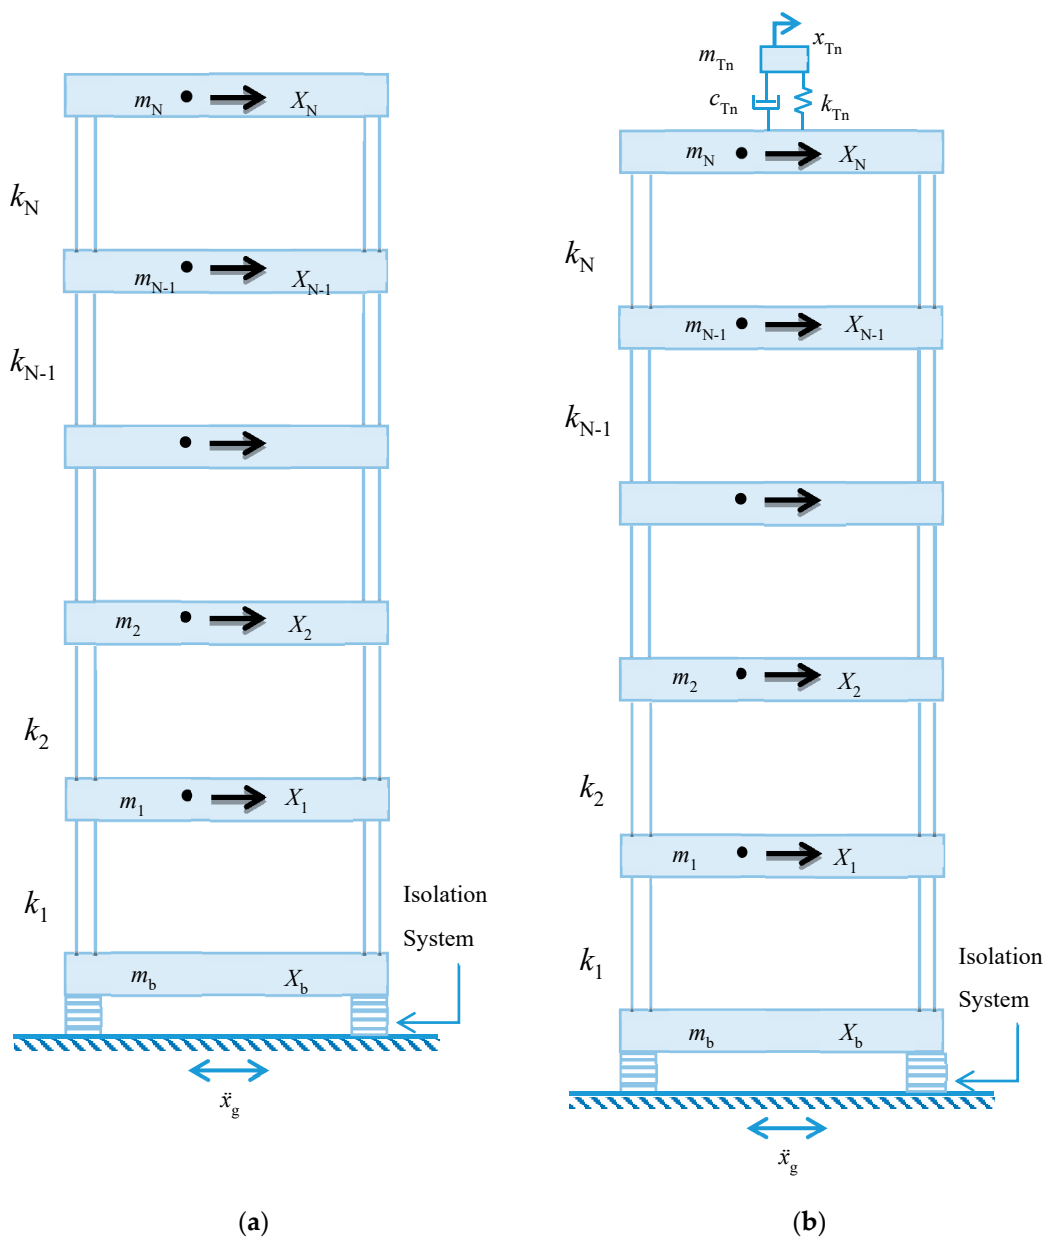 m_N X_N
k_N
m_N-1 X_N-1
k_N-1
m_2 X_2
k_2
m_1 X_1
k_1
Isolation
System
m_b X_b
ẍ_g
(a)
x_Tn
m_Tn
c_Tn k_Tn
m_N X_N
k_N
m_N-1 X_N-1
k_N-1
m_2 X_2
k_2
m_1 X_1
k_1
Isolation
System
m_b X_b
ẍ_g
(b)